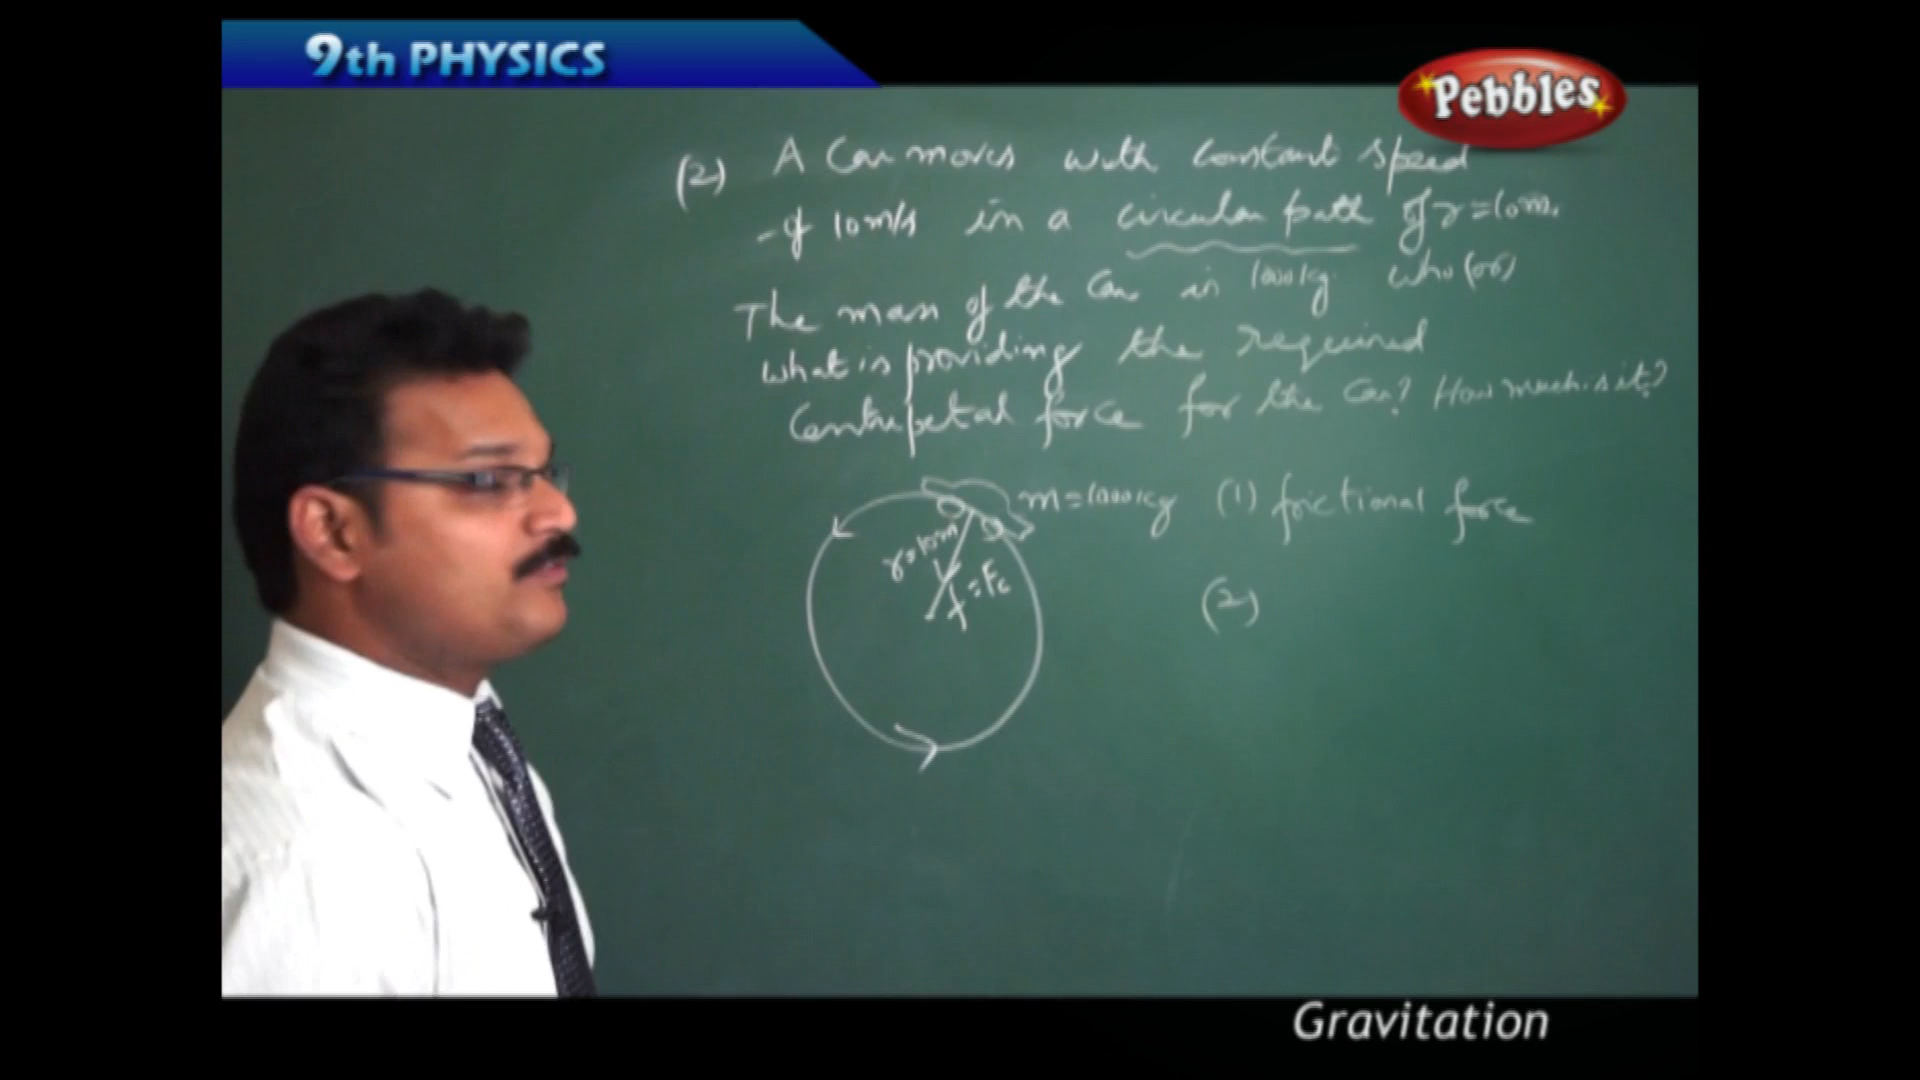 9th PHYSICS
Pebbles
(2) A Car moves with constant speed
of 10 m/s in a circular path of r = 10m.
The mass of the Car is 1000kg. Who (or)
what is providing the required
Centripetal force for the Car? How much is it?
m = 1000kg (1) frictional force
r = 10m
f = Fc
(2)
Gravitation